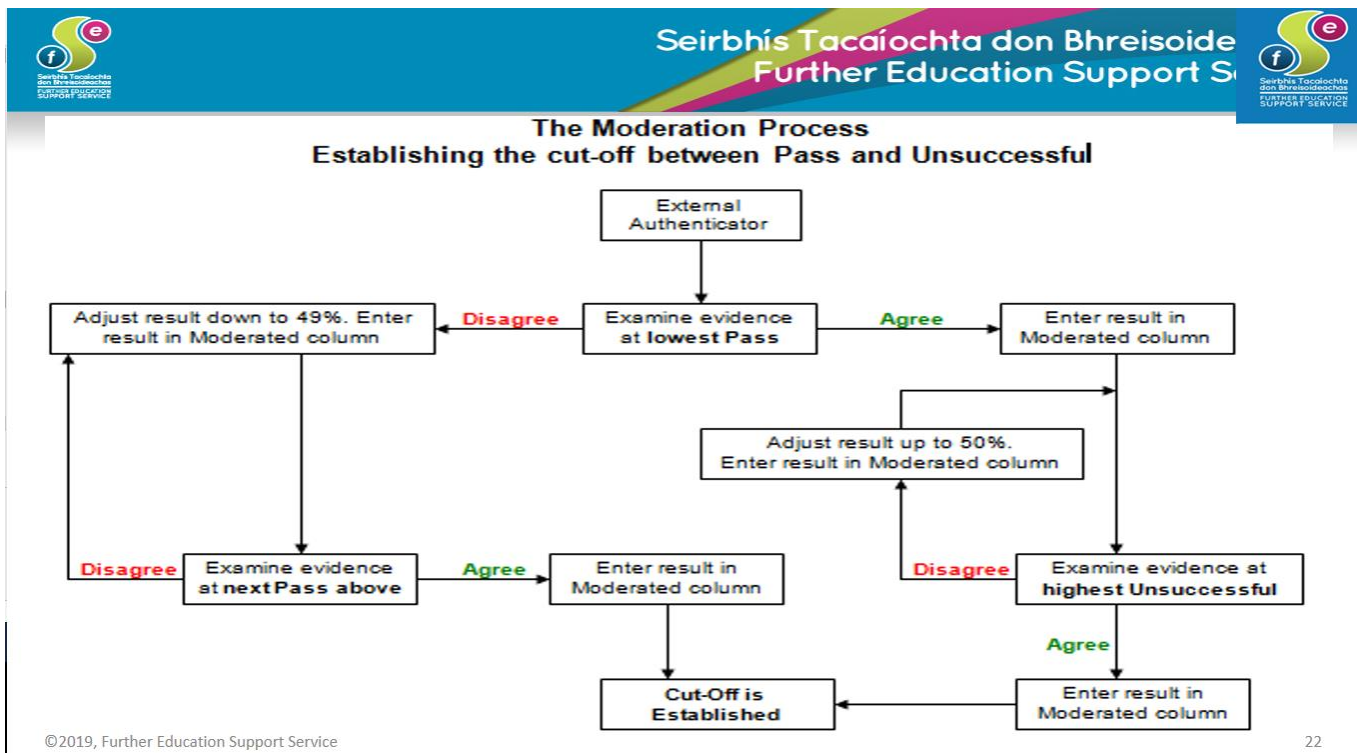 Seirbhís Tacaíochta
don Bhreisoideachas
FURTHER EDUCATION
SUPPORT SERVICE
Seirbhís Tacaíochta don Bhreisoide
Further Education Support S
f
e
Seirbhís Tacaíochta
don Bhreisoideachas
FURTHER EDUCATION
SUPPORT SERVICE
f
e
The Moderation Process
Establishing the cut-off between Pass and Unsuccessful
External
Authenticator
Adjust result down to 49%. Enter
result in Moderated column
Disagree
Examine evidence
at lowest Pass
Agree
Enter result in
Moderated column
Adjust result up to 50%.
Enter result in Moderated column
Disagree
Examine evidence
at next Pass above
Agree
Enter result in
Moderated column
Disagree
Examine evidence at
highest Unsuccessful
Agree
Cut-Off is
Established
Enter result in
Moderated column
©2019, Further Education Support Service
22